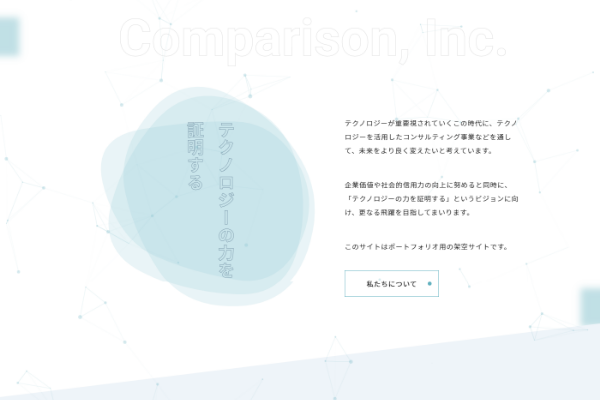 Comparison, Inc.
テクノロジーの力を
証明する
テクノロジーが重要視されていくこの時代に、テクノ
ロジーを活用したコンサルティング事業などを通し
て、未来をより良く変えたいと考えています。
企業価値や社会的信用力の向上に努めると同時に、
「テクノロジーの力を証明する」というビジョンに向
け、更なる飛躍を目指してまいります。
このサイトはポートフォリオ用の架空サイトです。
私たちについて